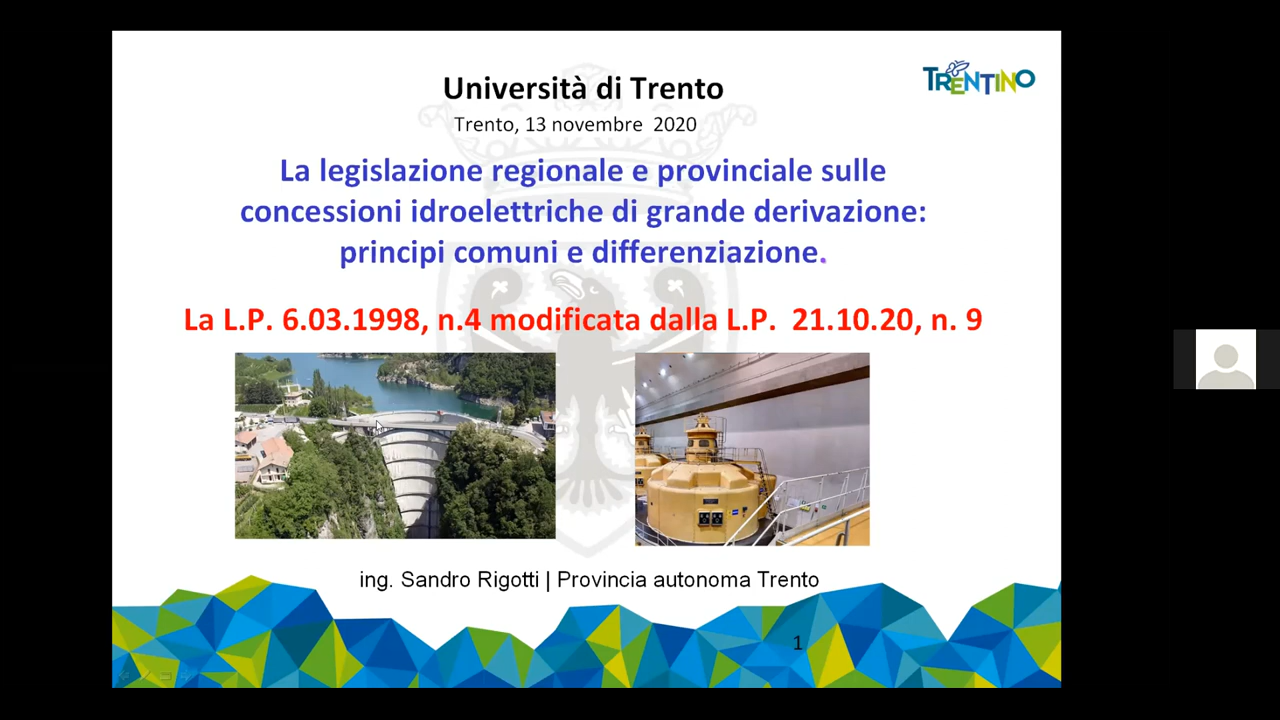 Università di Trento
TRENTINO
Trento, 13 novembre 2020
La legislazione regionale e provinciale sulle
concessioni idroelettriche di grande derivazione:
principi comuni e differenziazione.
La L.P. 6.03.1998, n.4 modificata dalla L.P. 21.10.20, n. 9
ing. Sandro Rigotti | Provincia autonoma Trento
1